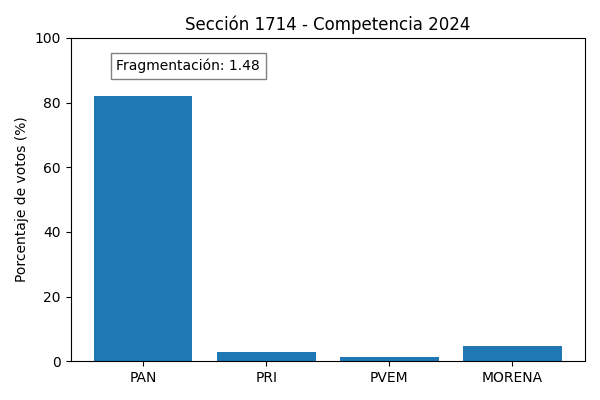 Sección 1714 - Competencia 2024
Fragmentación: 1.48
Porcentaje de votos (%)
100
80
60
40
20
0
PAN PRI PVEM MORENA